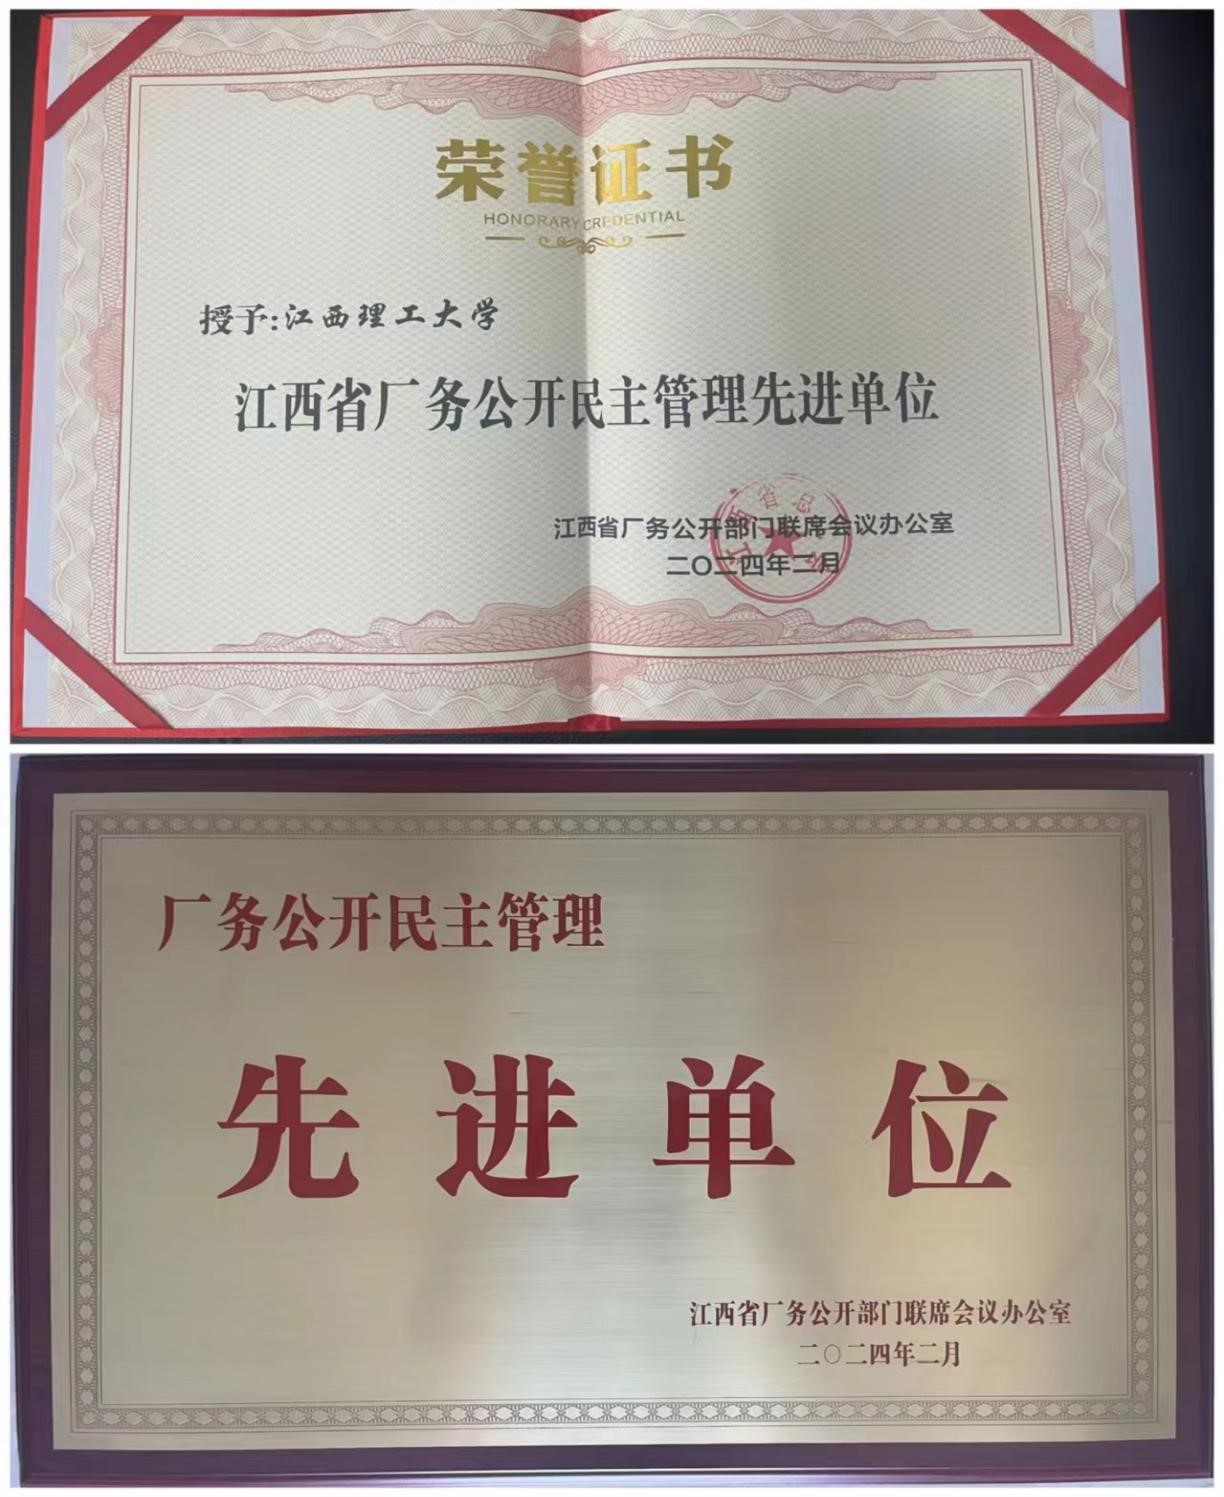 荣誉证书
HONORARY CREDENTIAL
授予:江西理工大学
江西省厂务公开民主管理先进单位
江西省厂务公开部门联席会议办公室
二〇二四年二月
厂务公开民主管理
先进单位
江西省厂务公开部门联席会议办公室
二〇二四年二月